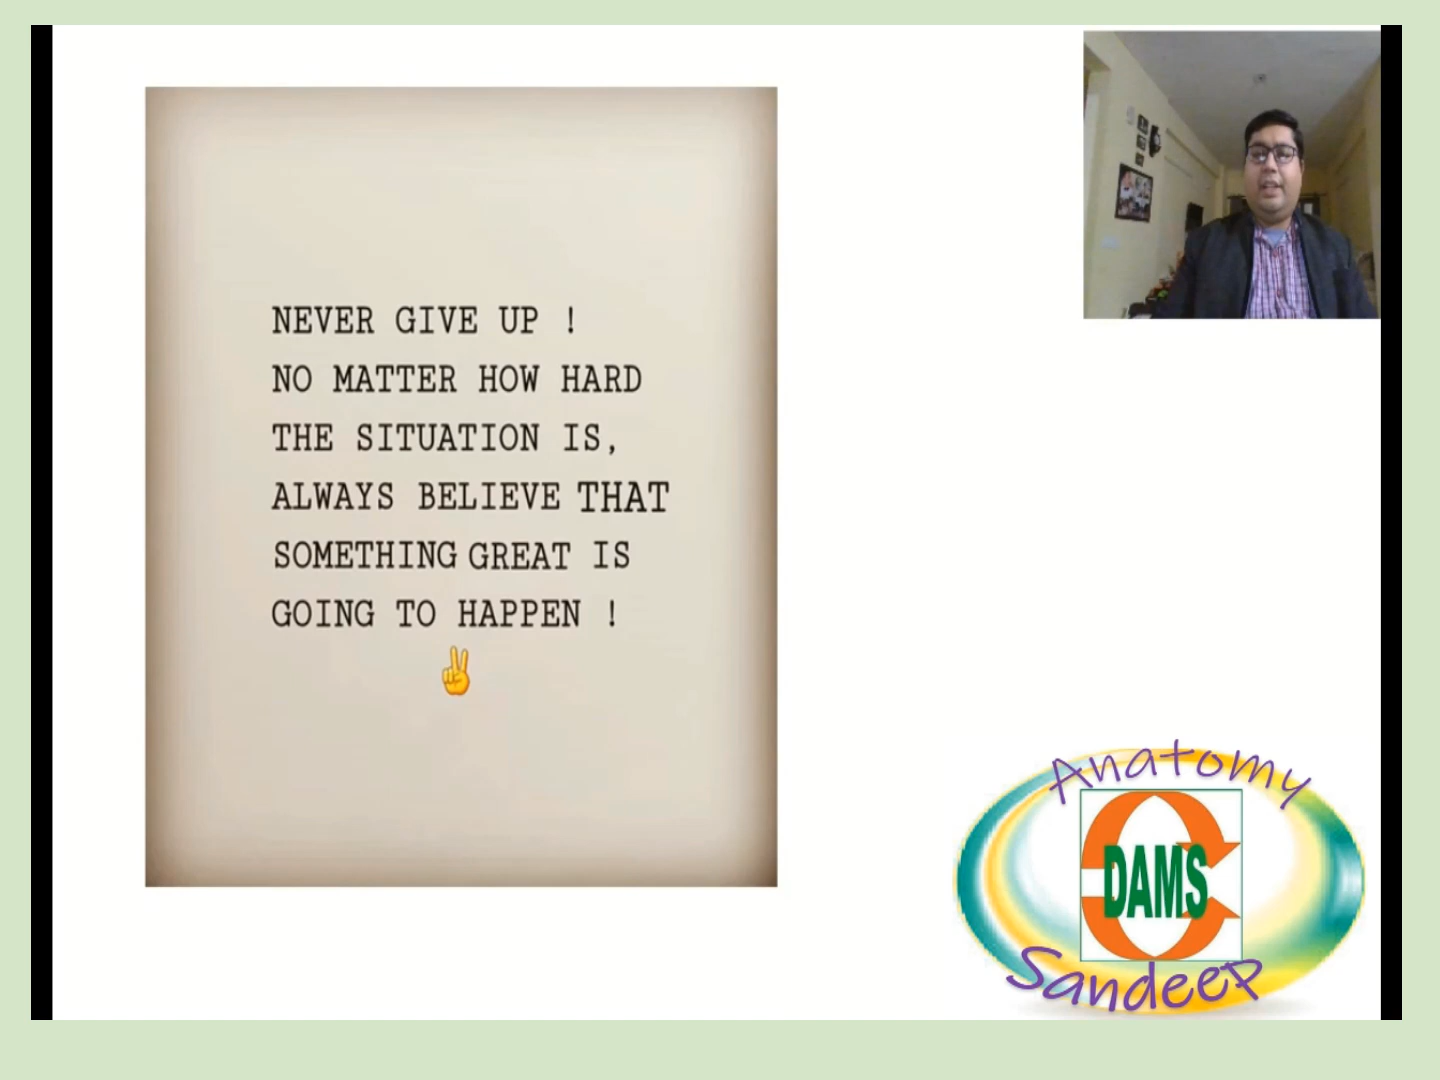 NEVER GIVE UP !
NO MATTER HOW HARD
THE SITUATION IS,
ALWAYS BELIEVE THAT
SOMETHING GREAT IS
GOING TO HAPPEN !
Anatomy
DAMS
Sandeep